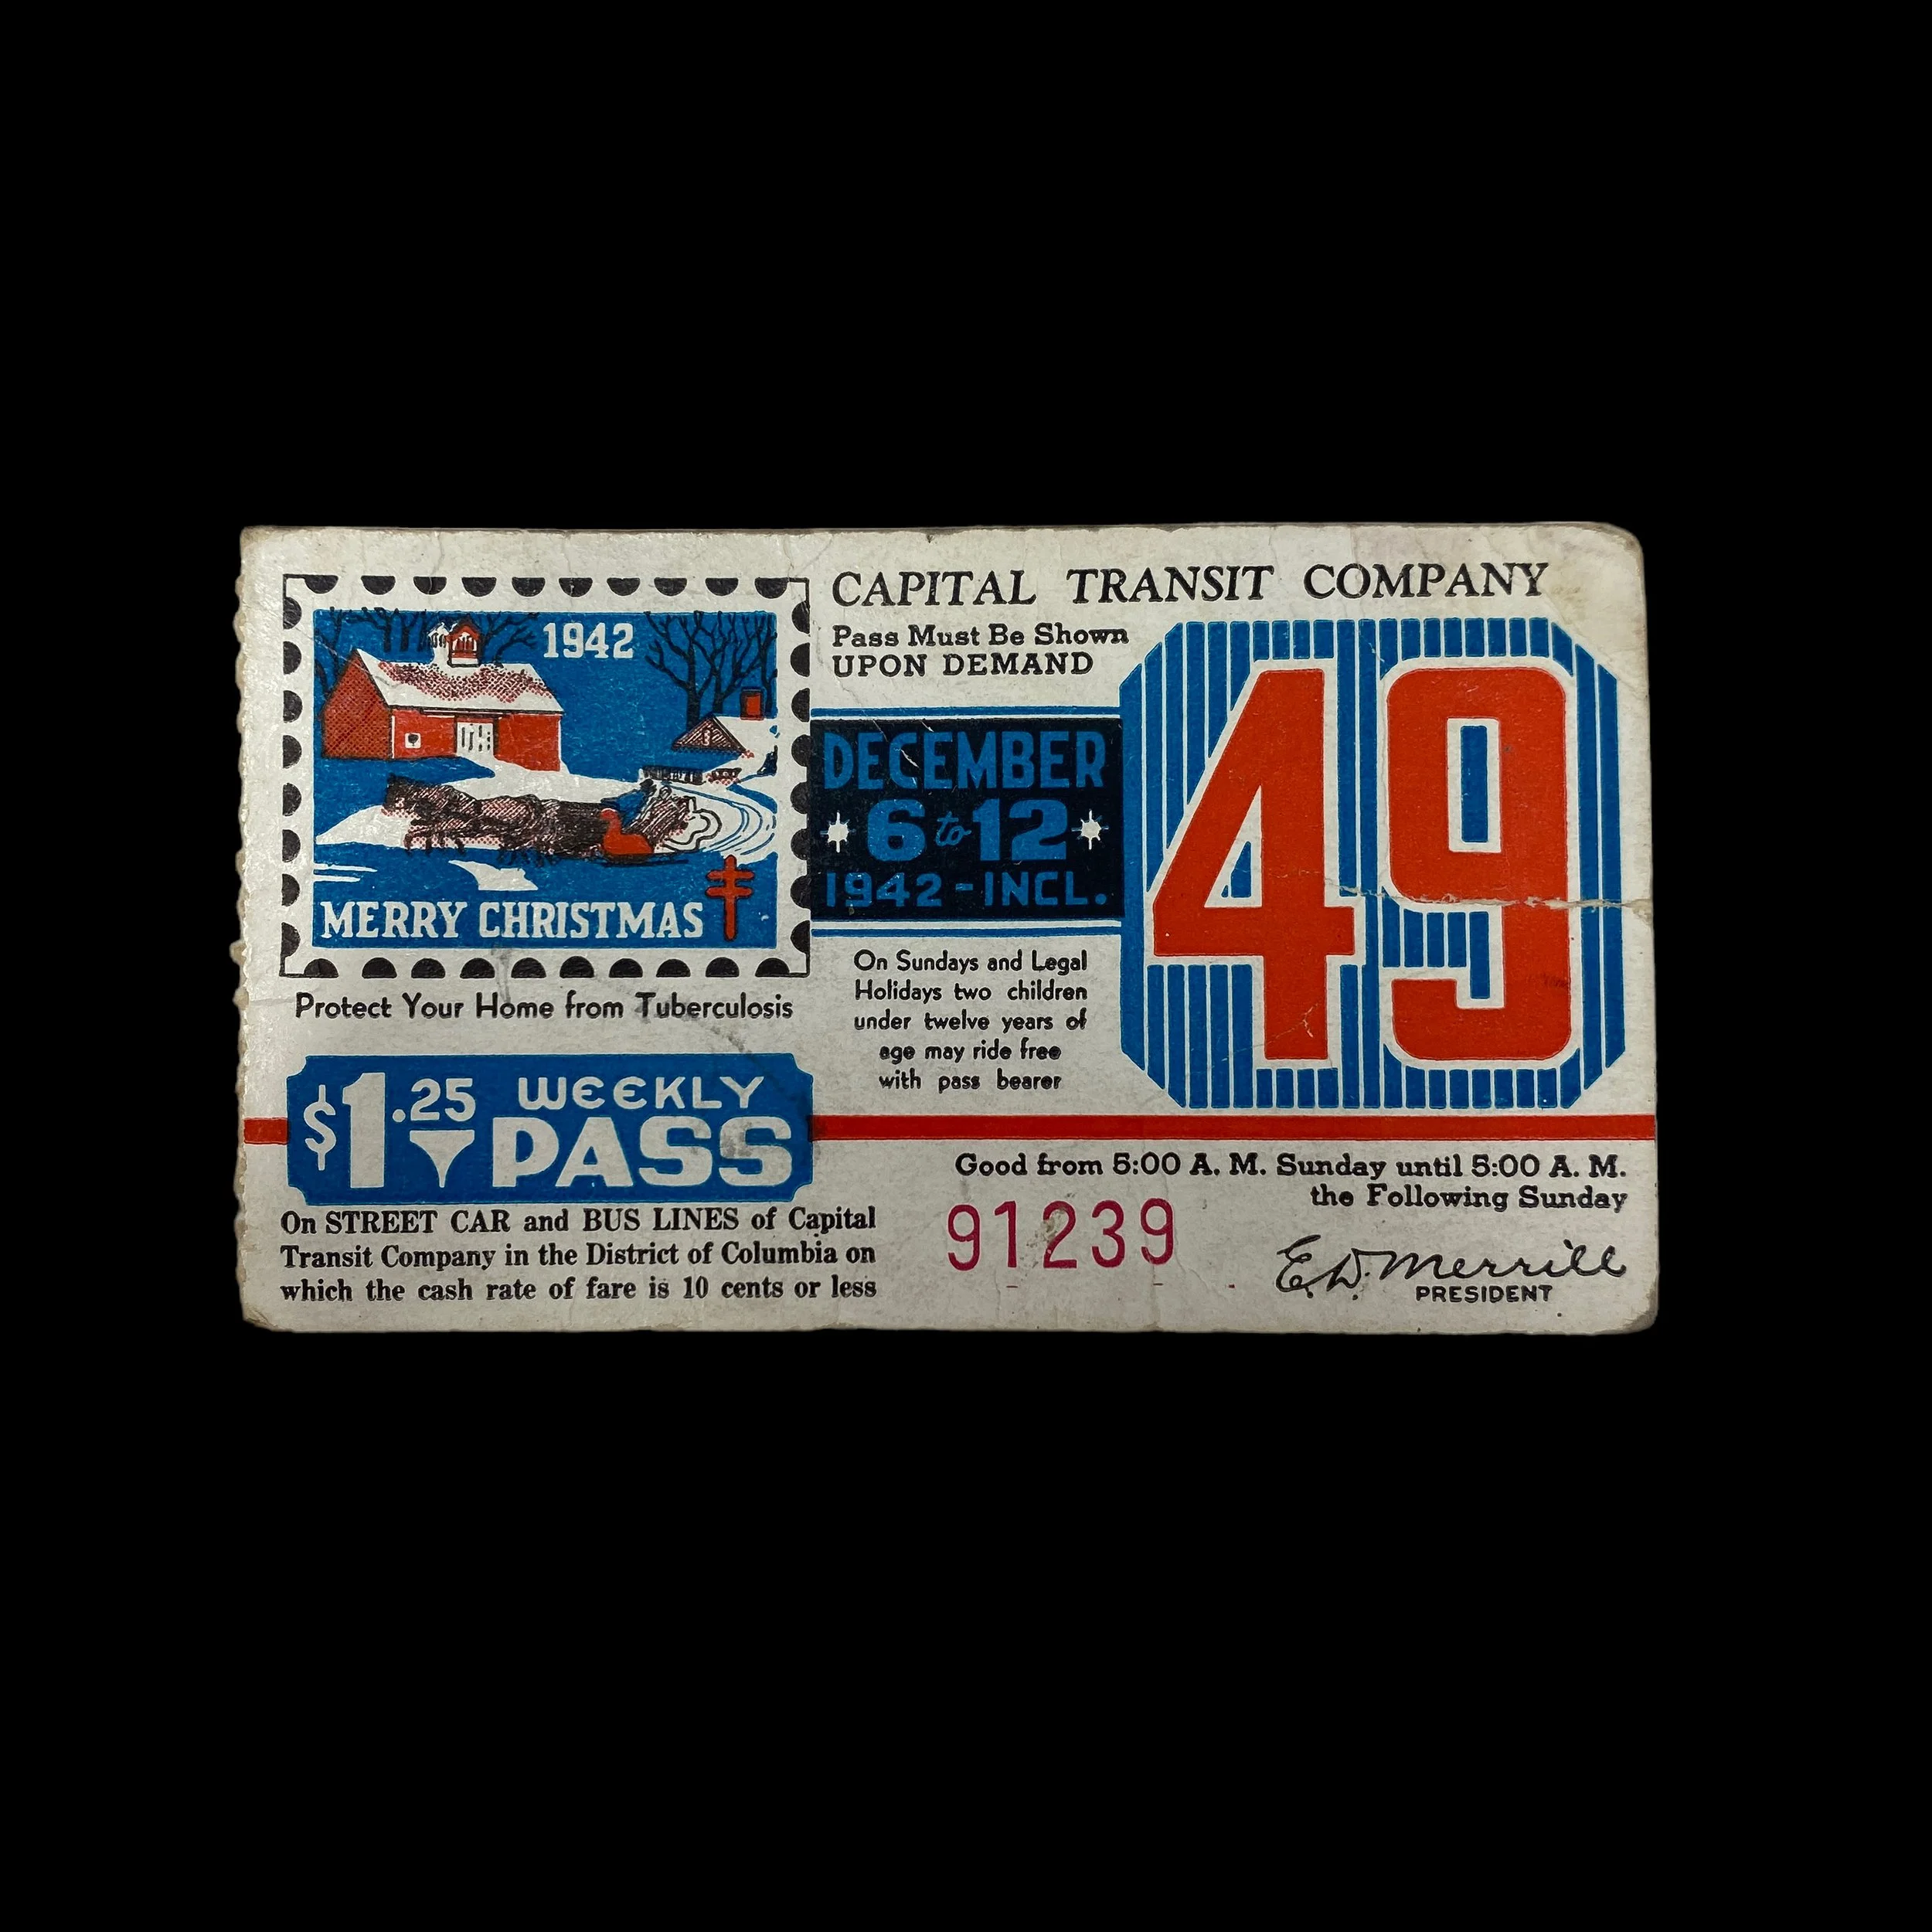 1942
MERRY CHRISTMAS
Protect Your Home from Tuberculosis
$1.25 WEEKLY
PASS
On STREET CAR and BUS LINES of Capital
Transit Company in the District of Columbia on
which the cash rate of fare is 10 cents or less
CAPITAL TRANSIT COMPANY
Pass Must Be Shown
UPON DEMAND
DECEMBER
6 to 12
1942-INCL.
On Sundays and Legal
Holidays two children
under twelve years of
age may ride free
with pass bearer
49
Good from 5:00 A. M. Sunday until 5:00 A. M.
the Following Sunday
91239
E.D. Merrill
PRESIDENT